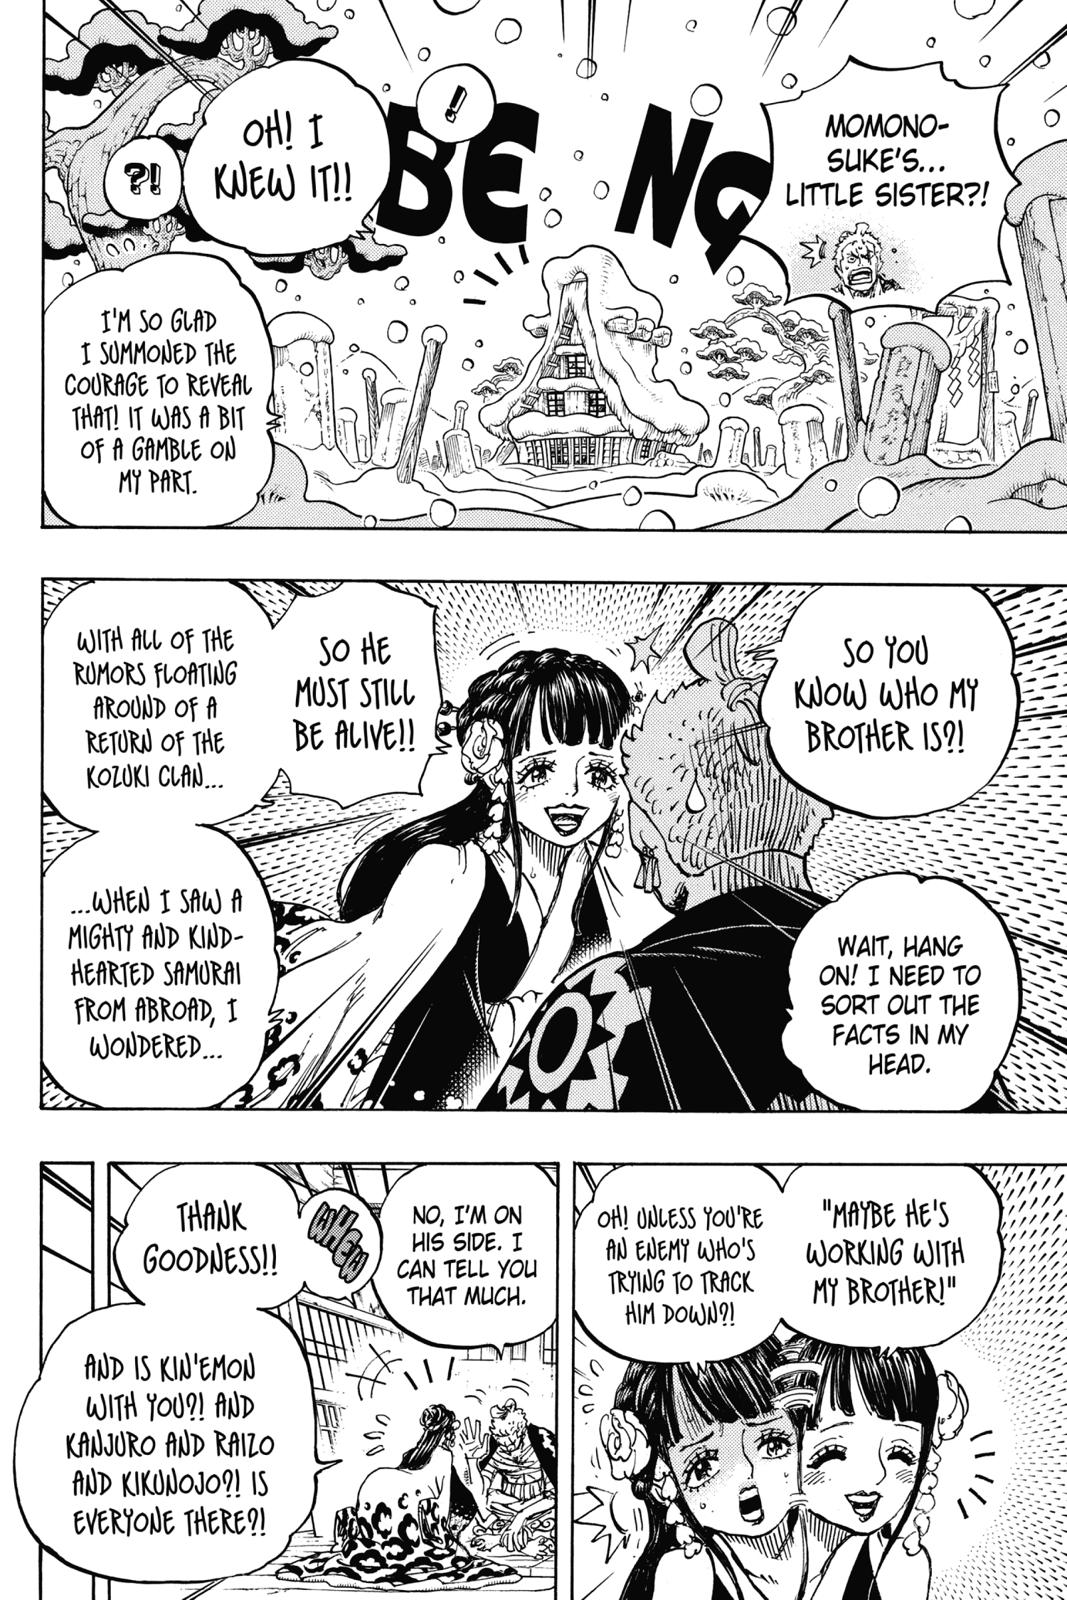 MOMONO-
SUKE'S...
LITTLE SISTER?!
BENG
!
OH! I
KNEW IT!!
?!
I'M SO GLAD
I SUMMONED THE
COURAGE TO REVEAL
THAT! IT WAS A BIT
OF A GAMBLE ON
MY PART.
SO YOU
KNOW WHO MY
BROTHER IS?!
WAIT, HANG
ON! I NEED TO
SORT OUT THE
FACTS IN MY
HEAD.
SO HE
MUST STILL
BE ALIVE!!
WITH ALL OF THE
RUMORS FLOATING
AROUND OF A
RETURN OF THE
KOZUKI CLAN...
...WHEN I SAW A
MIGHTY AND KIND-
HEARTED SAMURAI
FROM ABROAD, I
WONDERED...
"MAYBE HE'S
WORKING WITH
MY BROTHER!"
OH! UNLESS YOU'RE
AN ENEMY WHO'S
TRYING TO TRACK
HIM DOWN?!
NO, I'M ON
HIS SIDE. I
CAN TELL YOU
THAT MUCH.
WHEW
THANK
GOODNESS!!
AND IS KIN'EMON
WITH YOU?! AND
KANJURO AND RAIZO
AND KIKUNOJO?! IS
EVERYONE THERE?!